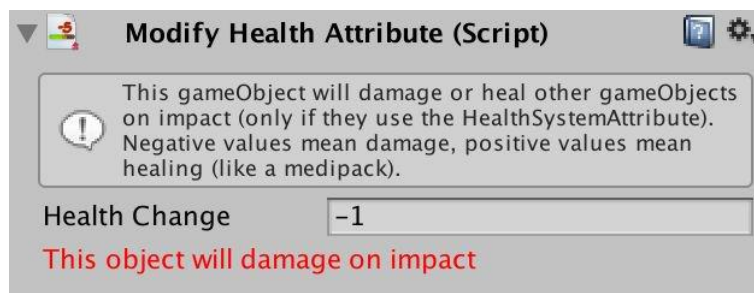 -5
Modify Health Attribute (Script)
This gameObject will damage or heal other gameObjects
on impact (only if they use the HealthSystemAttribute).
Negative values mean damage, positive values mean
healing (like a medipack).
Health Change
-1
This object will damage on impact